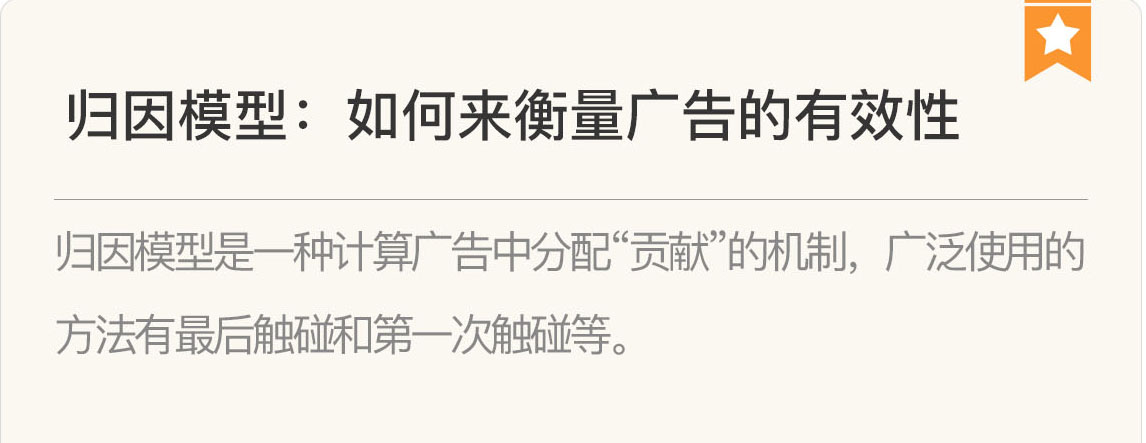 归因模型：如何来衡量广告的有效性
归因模型是一种计算广告中分配“贡献”的机制，广泛使用的
方法有最后触碰和第一次触碰等。